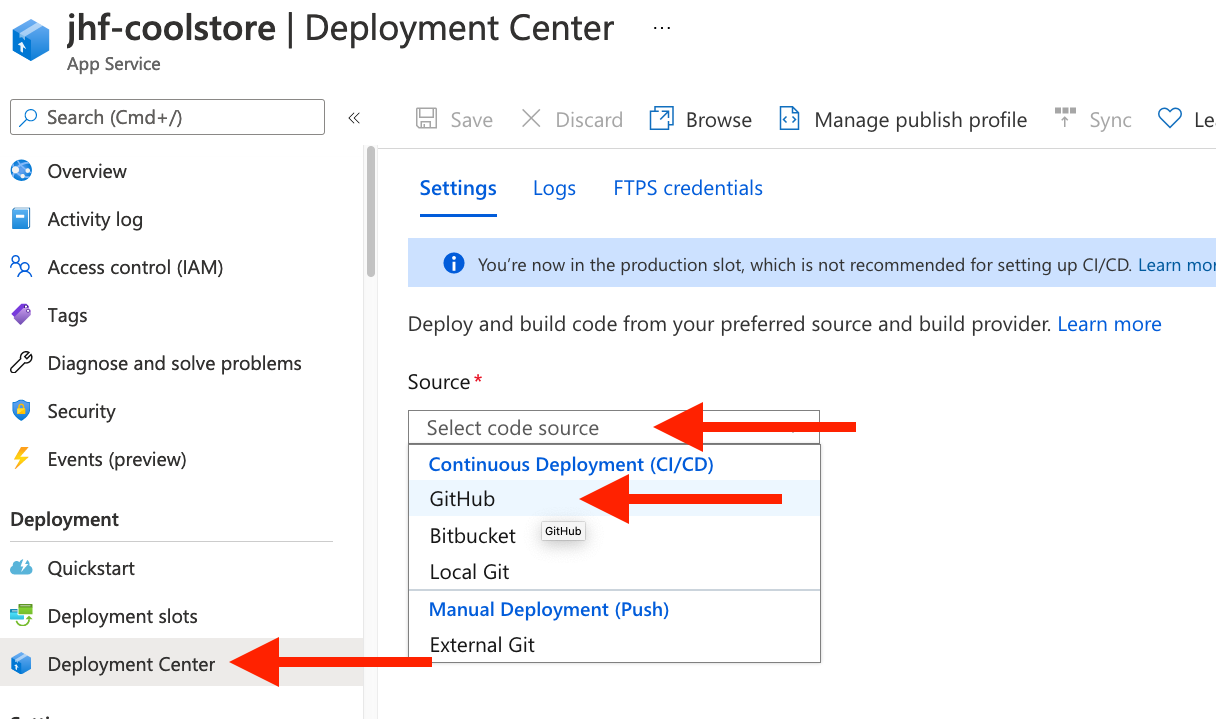 jhf-coolstore | Deployment Center ...
App Service
Search (Cmd+/)
«
Save
Discard
Browse
Manage publish profile
Sync
Overview
Activity log
Access control (IAM)
Tags
Diagnose and solve problems
Security
Events (preview)
Deployment
Quickstart
Deployment slots
Deployment Center
Settings
Logs
FTPS credentials
You're now in the production slot, which is not recommended for setting up CI/CD. Learn
Deploy and build code from your preferred source and build provider. Learn more
Source*
Select code source
Continuous Deployment (CI/CD)
GitHub
Bitbucket
GitHub
Local Git
Manual Deployment (Push)
External Git